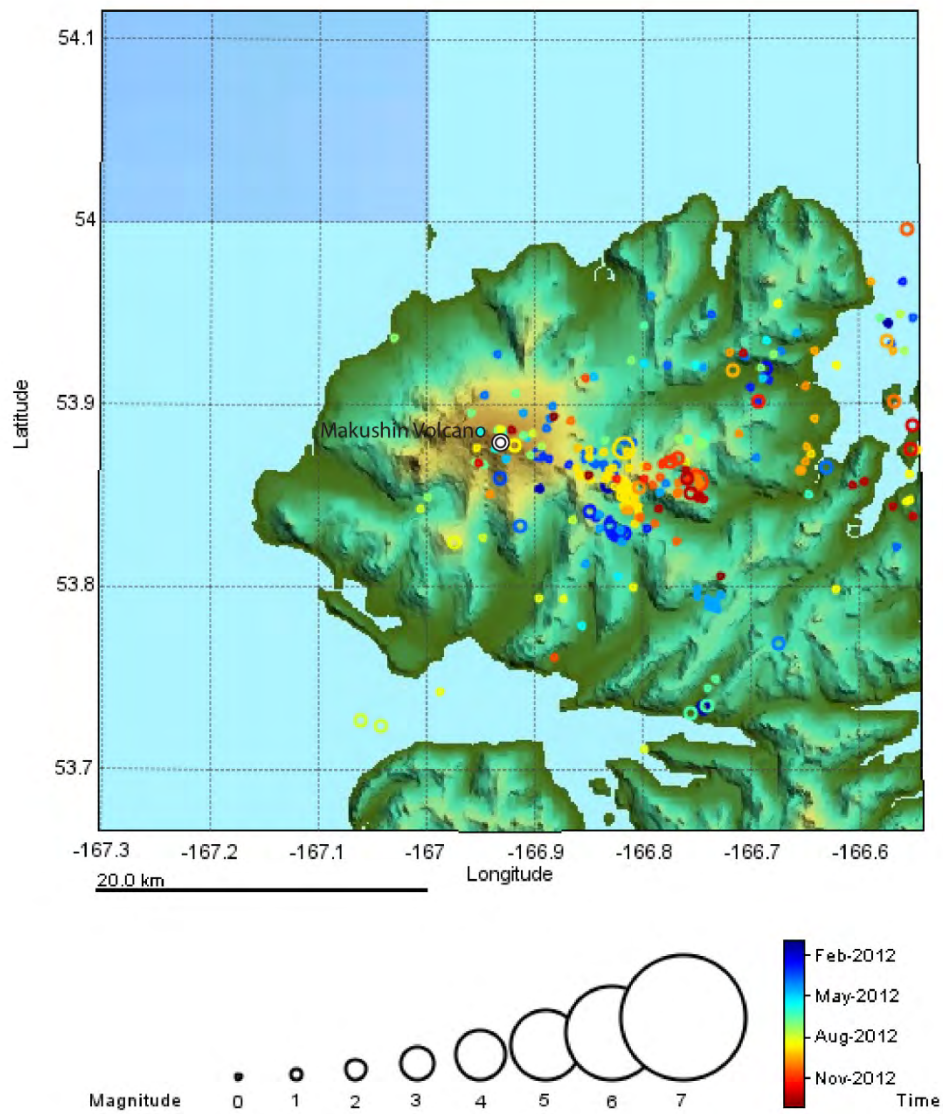 54.1
54
53.9
53.8
53.7
Latitude
Makushin Volcano
-167.3 -167.2 -167.1 -167 -166.9 -166.8 -166.7 -166.6
Longitude
20.0 km
Feb-2012
May-2012
Aug-2012
Nov-2012
Magnitude 0 1 2 3 4 5 6 7 Time